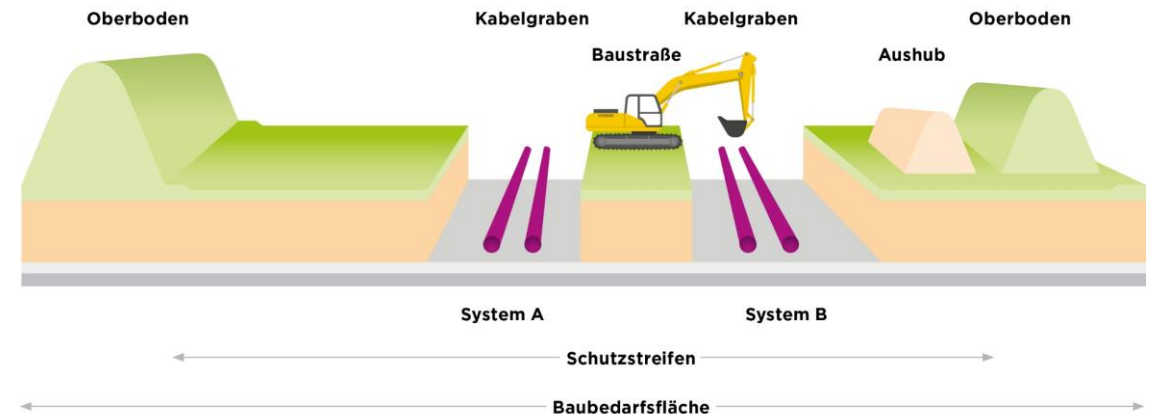 Oberboden
Kabelgraben
Kabelgraben
Oberboden
Baustraße
Aushub
System A
System B
Schutzstreifen
Baubedarfsfläche